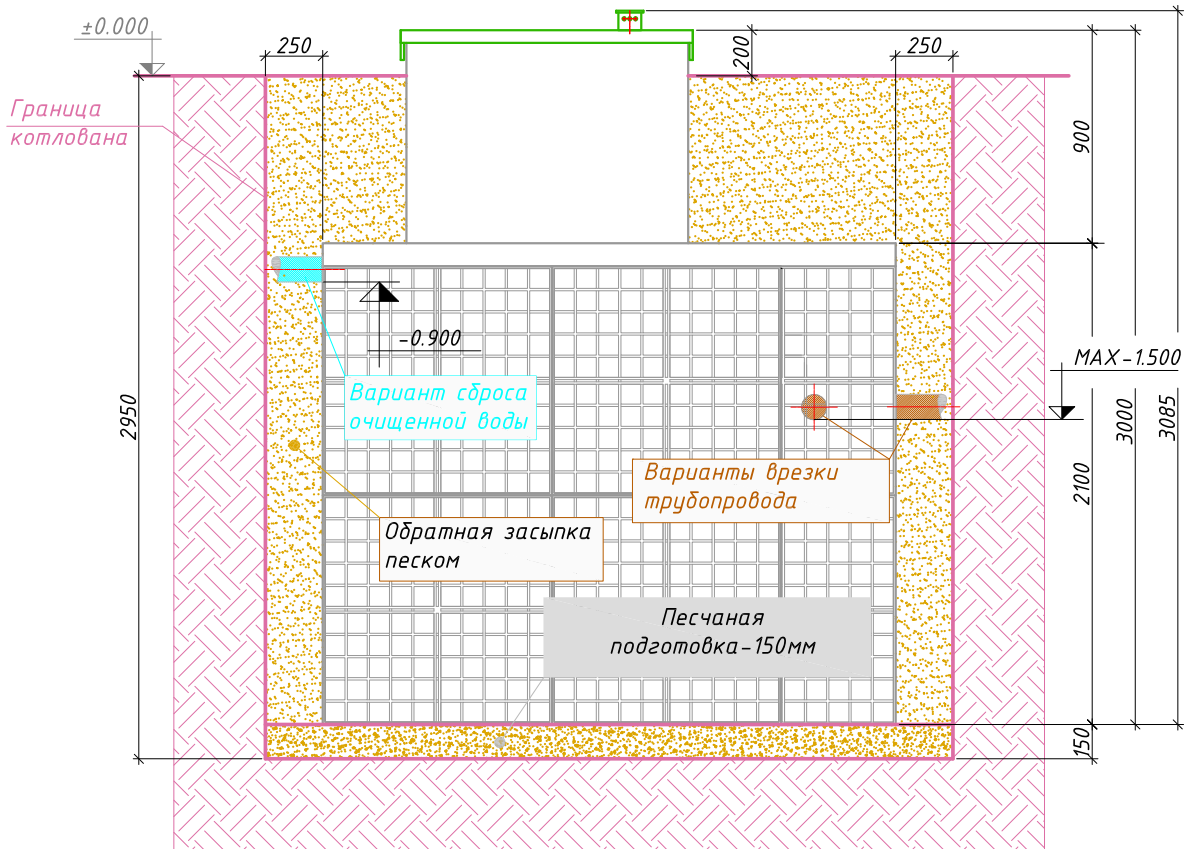 ±0.000
250
200
250
Граница
котлована
900
-0.900
MAX-1.500
Вариант сброса
очищенной воды
2950
3000
3085
2100
Варианты врезки
трубопровода
Обратная засыпка
песком
Песчаная
подготовка-150мм
150